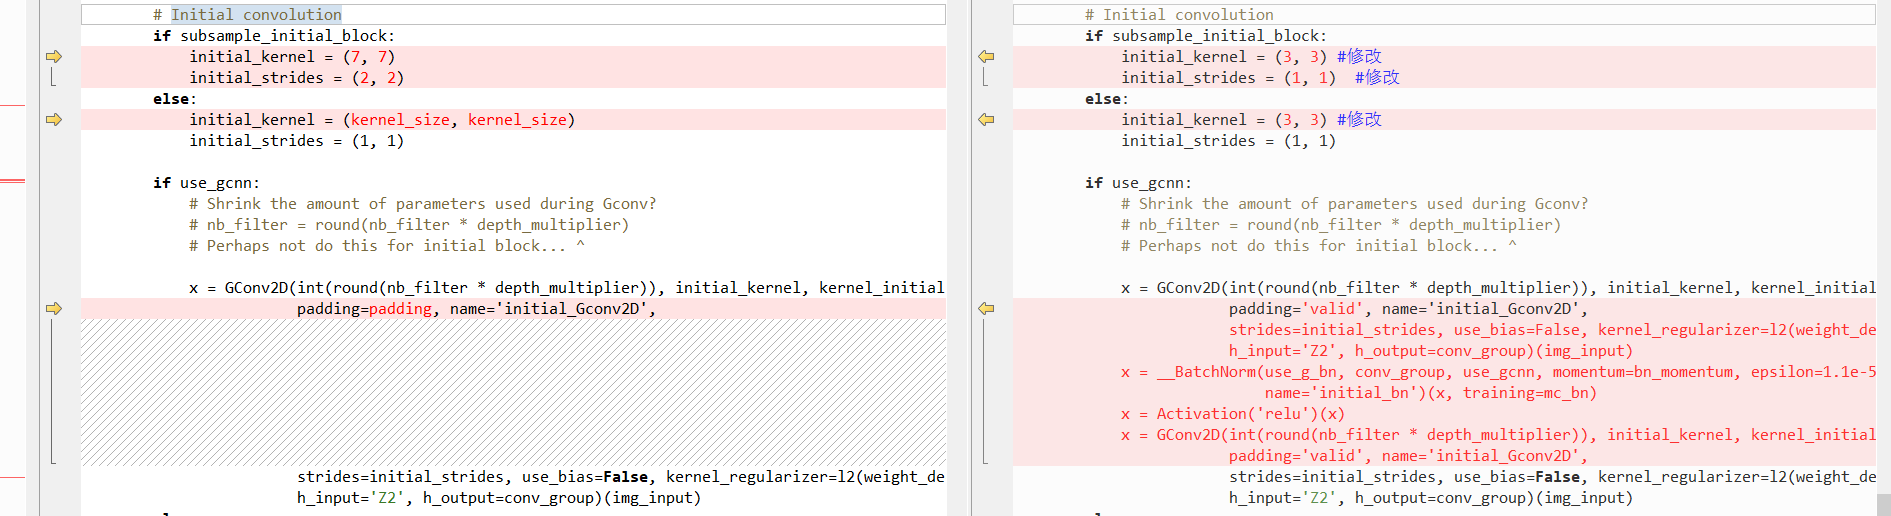 # Initial convolution
if subsample_initial_block:
initial_kernel = (7, 7)
initial_strides = (2, 2)
else:
initial_kernel = (kernel_size, kernel_size)
initial_strides = (1, 1)
if use_gcnn:
# Shrink the amount of parameters used during Gconv?
# nb_filter = round(nb_filter * depth_multiplier)
# Perhaps not do this for initial block... ^
x = GConv2D(int(round(nb_filter * depth_multiplier)), initial_kernel, kernel_initial
padding=padding, name='initial_Gconv2D',
strides=initial_strides, use_bias=False, kernel_regularizer=l2(weight_de
h_input='Z2', h_output=conv_group)(img_input)
# Initial convolution
if subsample_initial_block:
initial_kernel = (3, 3) #修改
initial_strides = (1, 1)  #修改
else:
initial_kernel = (3, 3) #修改
initial_strides = (1, 1)
if use_gcnn:
# Shrink the amount of parameters used during Gconv?
# nb_filter = round(nb_filter * depth_multiplier)
# Perhaps not do this for initial block... ^
x = GConv2D(int(round(nb_filter * depth_multiplier)), initial_kernel, kernel_initial
padding='valid', name='initial_Gconv2D',
strides=initial_strides, use_bias=False, kernel_regularizer=l2(weight_de
h_input='Z2', h_output=conv_group)(img_input)
x = __BatchNorm(use_g_bn, conv_group, use_gcnn, momentum=bn_momentum, epsilon=1.1e-5
name='initial_bn')(x, training=mc_bn)
x = Activation('relu')(x)
x = GConv2D(int(round(nb_filter * depth_multiplier)), initial_kernel, kernel_initial
padding='valid', name='initial_Gconv2D',
strides=initial_strides, use_bias=False, kernel_regularizer=l2(weight_de
h_input='Z2', h_output=conv_group)(img_input)